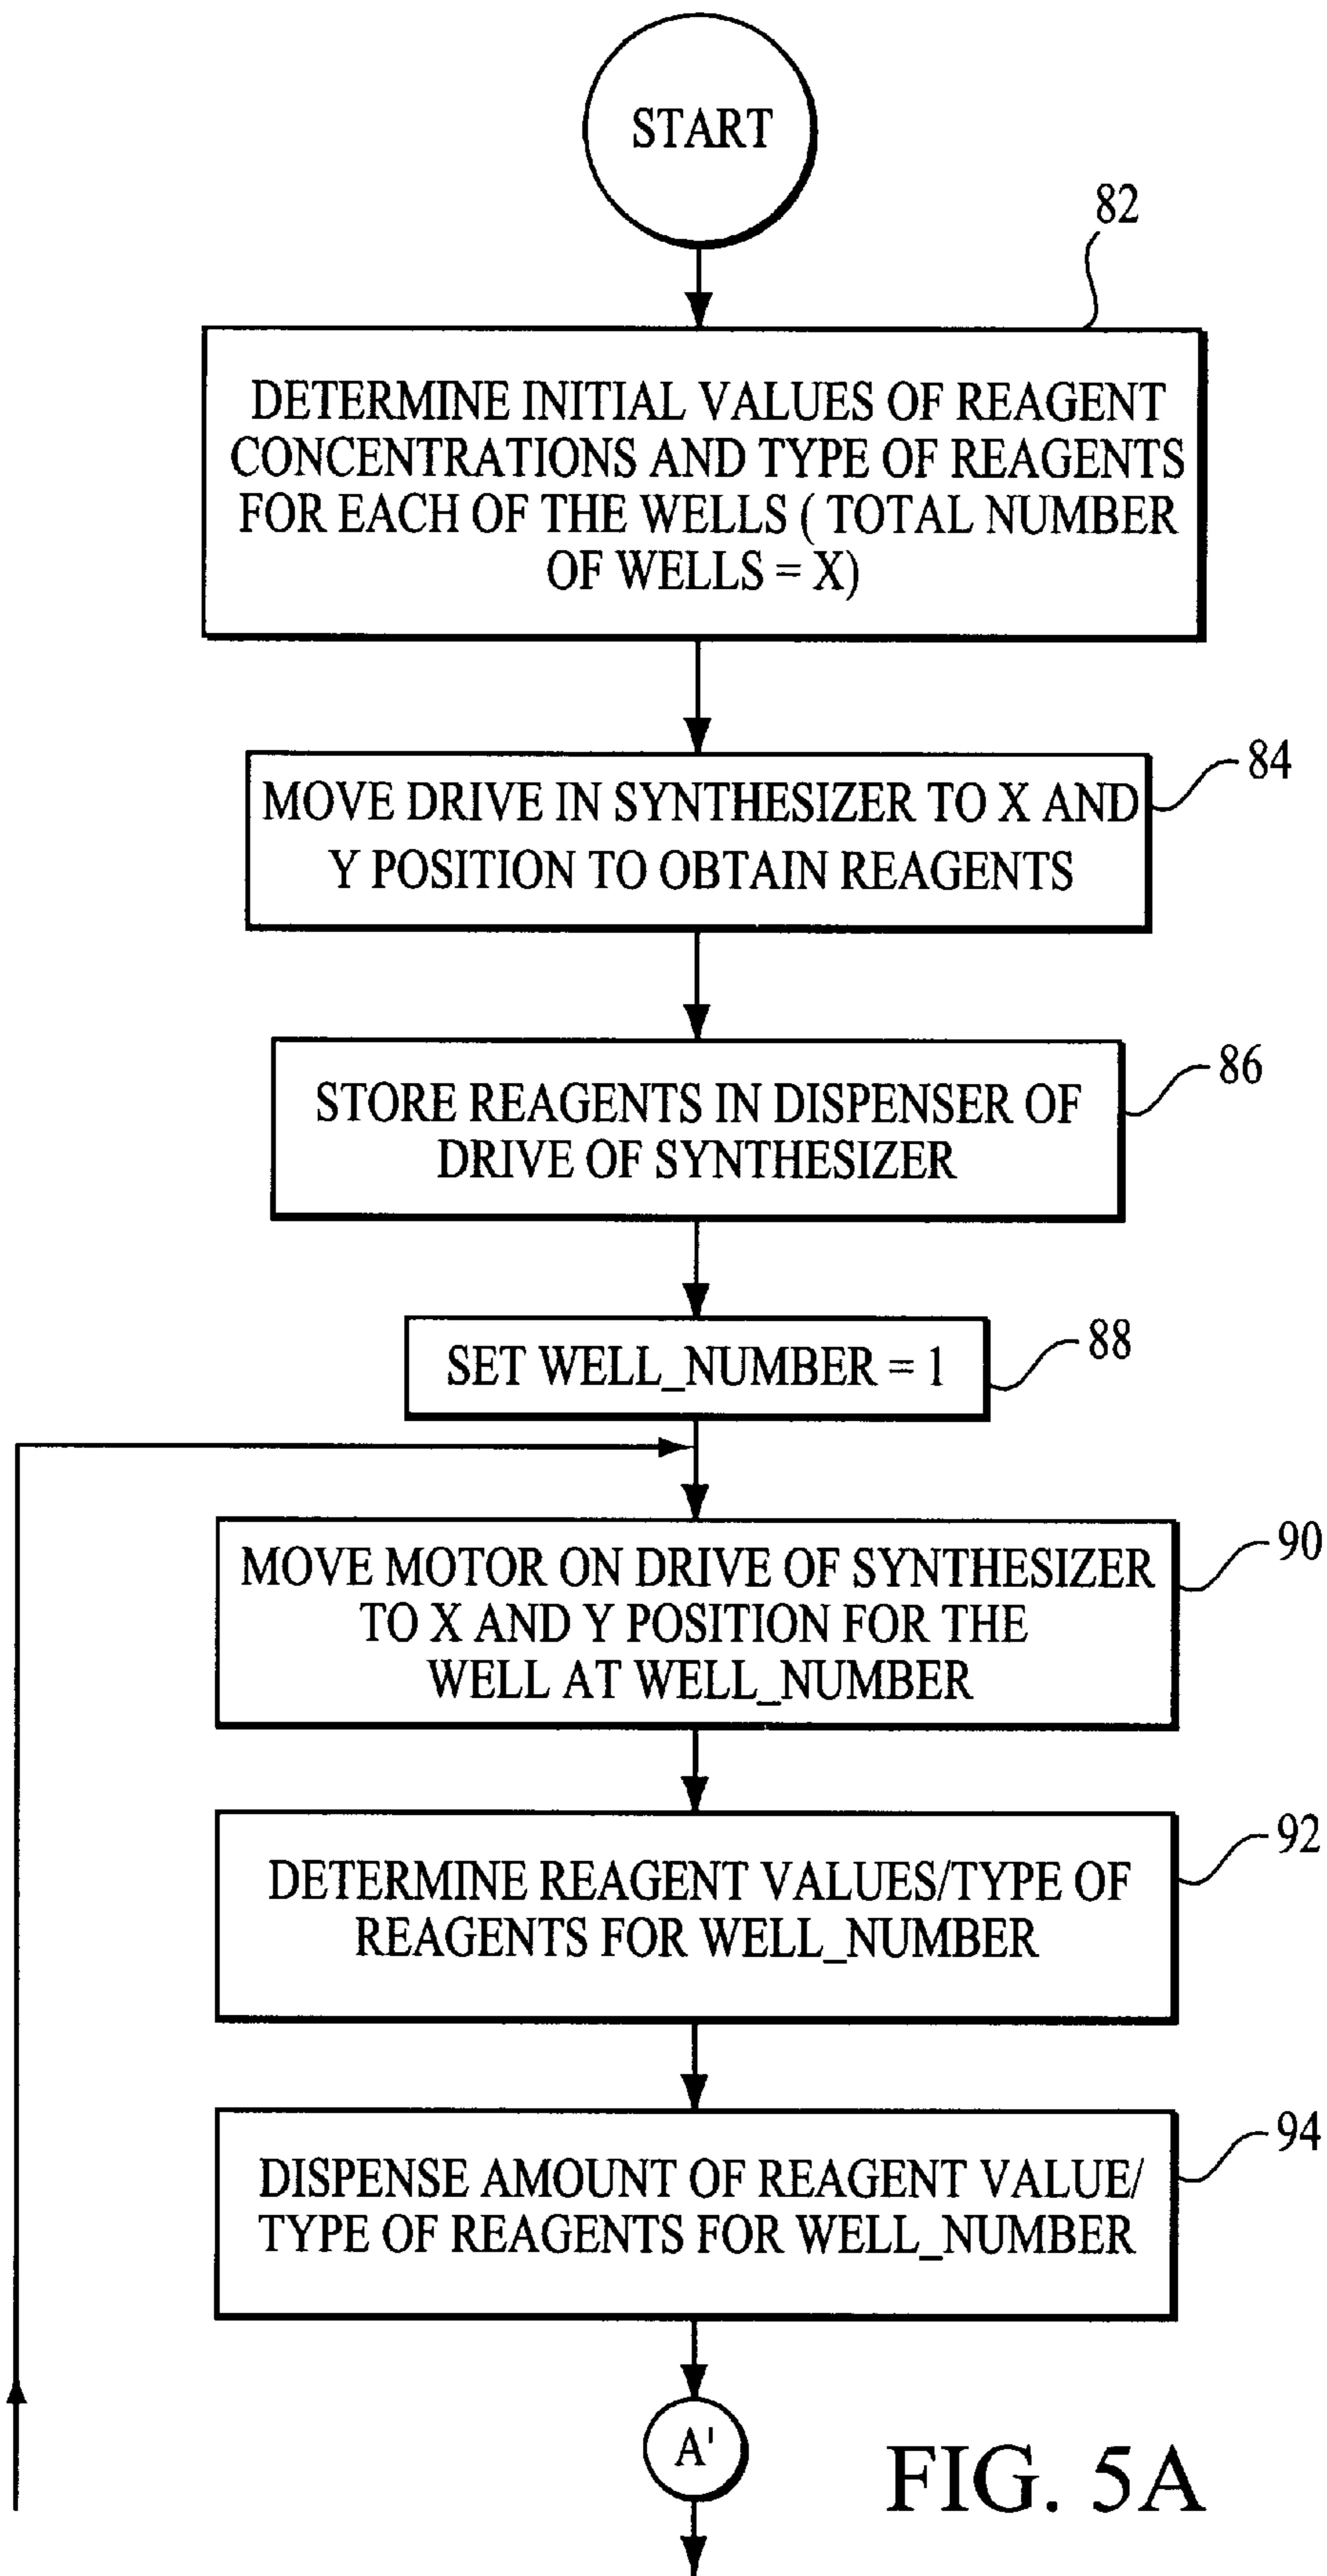 START
82
DETERMINE INITIAL VALUES OF REAGENT
CONCENTRATIONS AND TYPE OF REAGENTS
FOR EACH OF THE WELLS ( TOTAL NUMBER
OF WELLS = X)
84
MOVE DRIVE IN SYNTHESIZER TO X AND
Y POSITION TO OBTAIN REAGENTS
86
STORE REAGENTS IN DISPENSER OF
DRIVE OF SYNTHESIZER
88
SET WELL_NUMBER = 1
90
MOVE MOTOR ON DRIVE OF SYNTHESIZER
TO X AND Y POSITION FOR THE
WELL AT WELL_NUMBER
92
DETERMINE REAGENT VALUES/TYPE OF
REAGENTS FOR WELL_NUMBER
94
DISPENSE AMOUNT OF REAGENT VALUE/
TYPE OF REAGENTS FOR WELL_NUMBER
A'
FIG. 5A